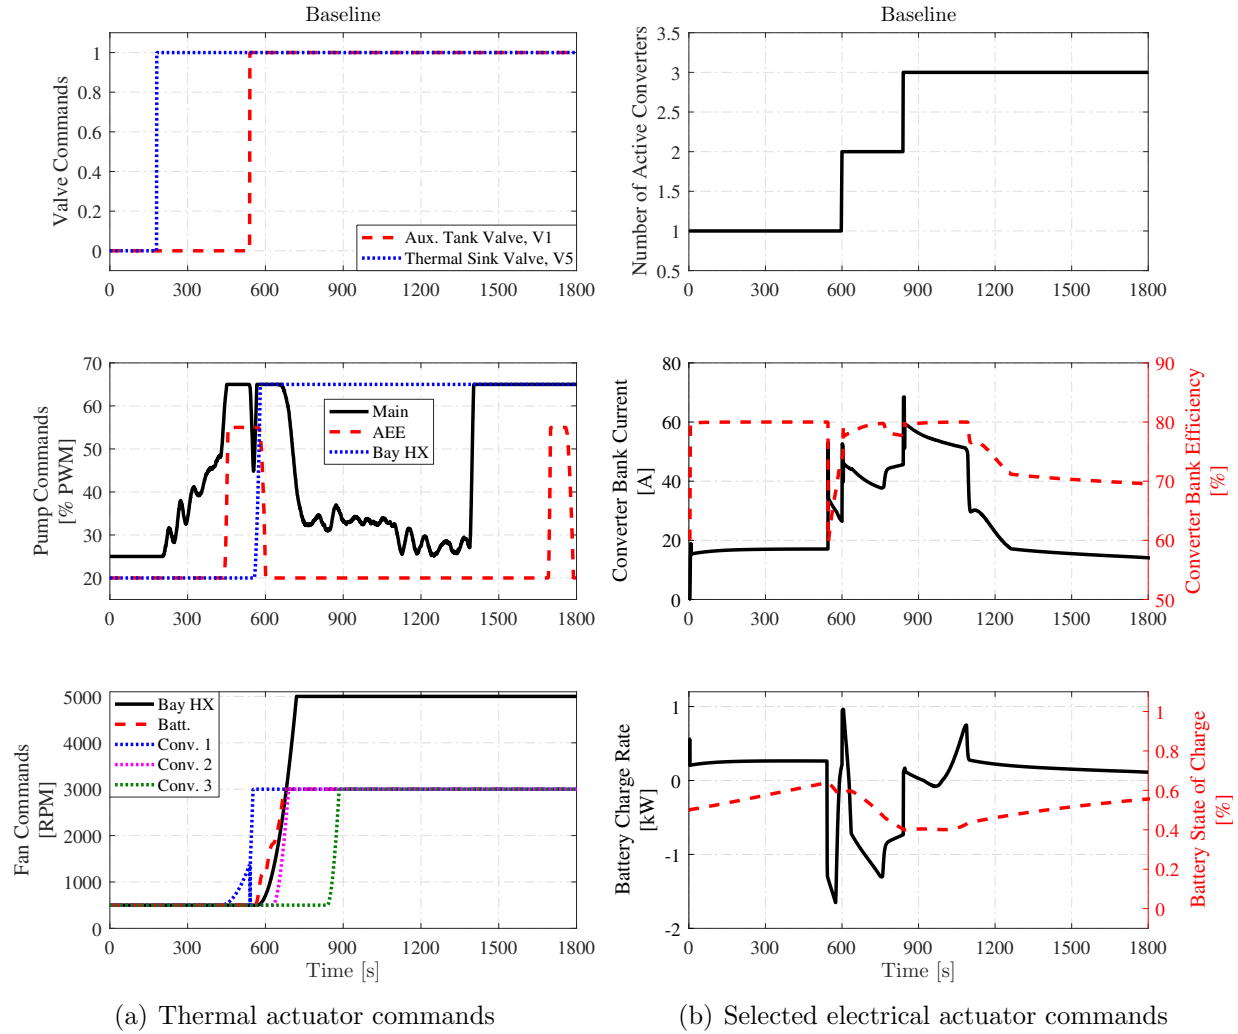 Baseline
1
0.8
0.6
0.4
0.2
0
Valve Commands
Aux. Tank Valve, V1
Thermal Sink Valve, V5
0 300 600 900 1200 1500 1800
70
60
50
40
30
20
Pump Commands
[% PWM]
Main
AEE
Bay HX
0 300 600 900 1200 1500 1800
5000
4000
3000
2000
1000
0
Fan Commands
[RPM]
Bay HX
Batt.
Conv. 1
Conv. 2
Conv. 3
0 300 600 900 1200 1500 1800
Time [s]
(a) Thermal actuator commands
Baseline
3.5
3
2.5
2
1.5
1
0.5
Number of Active Converters
0 300 600 900 1200 1500 1800
80
60
40
20
0
Converter Bank Current
[A]
90
80
70
60
50
Converter Bank Efficiency
[%]
0 300 600 900 1200 1500 1800
1
0
-1
-2
Battery Charge Rate
[kW]
1
0.8
0.6
0.4
0.2
0
Battery State of Charge
[%]
0 300 600 900 1200 1500 1800
Time [s]
(b) Selected electrical actuator commands